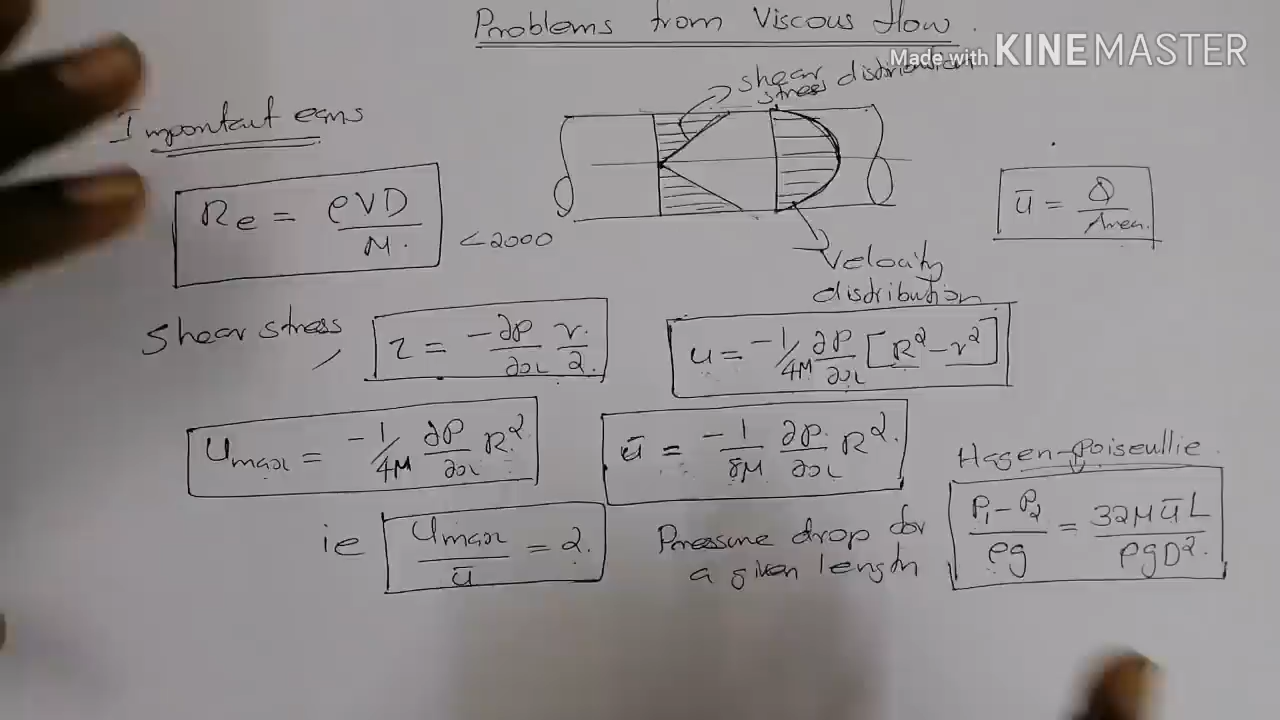 Problems from Viscous flow.
Made with KINEMASTER
shear stress distribution.
Important eqns
Re = ρVD/μ. <2000
ū = Q/Area.
Velocity distribution
Shear stress
τ = -∂P/∂x r/2.
u = -1/4μ ∂P/∂x [R²-r²]
Umax = -1/4μ ∂P/∂x R²
ū = -1/8μ ∂P/∂x R².
Hagen-poiseullie.
ie Umax/ū = 2.
Pressure drop for
a given length
P₁-P₂/ρg = 32μūL/ρgD².